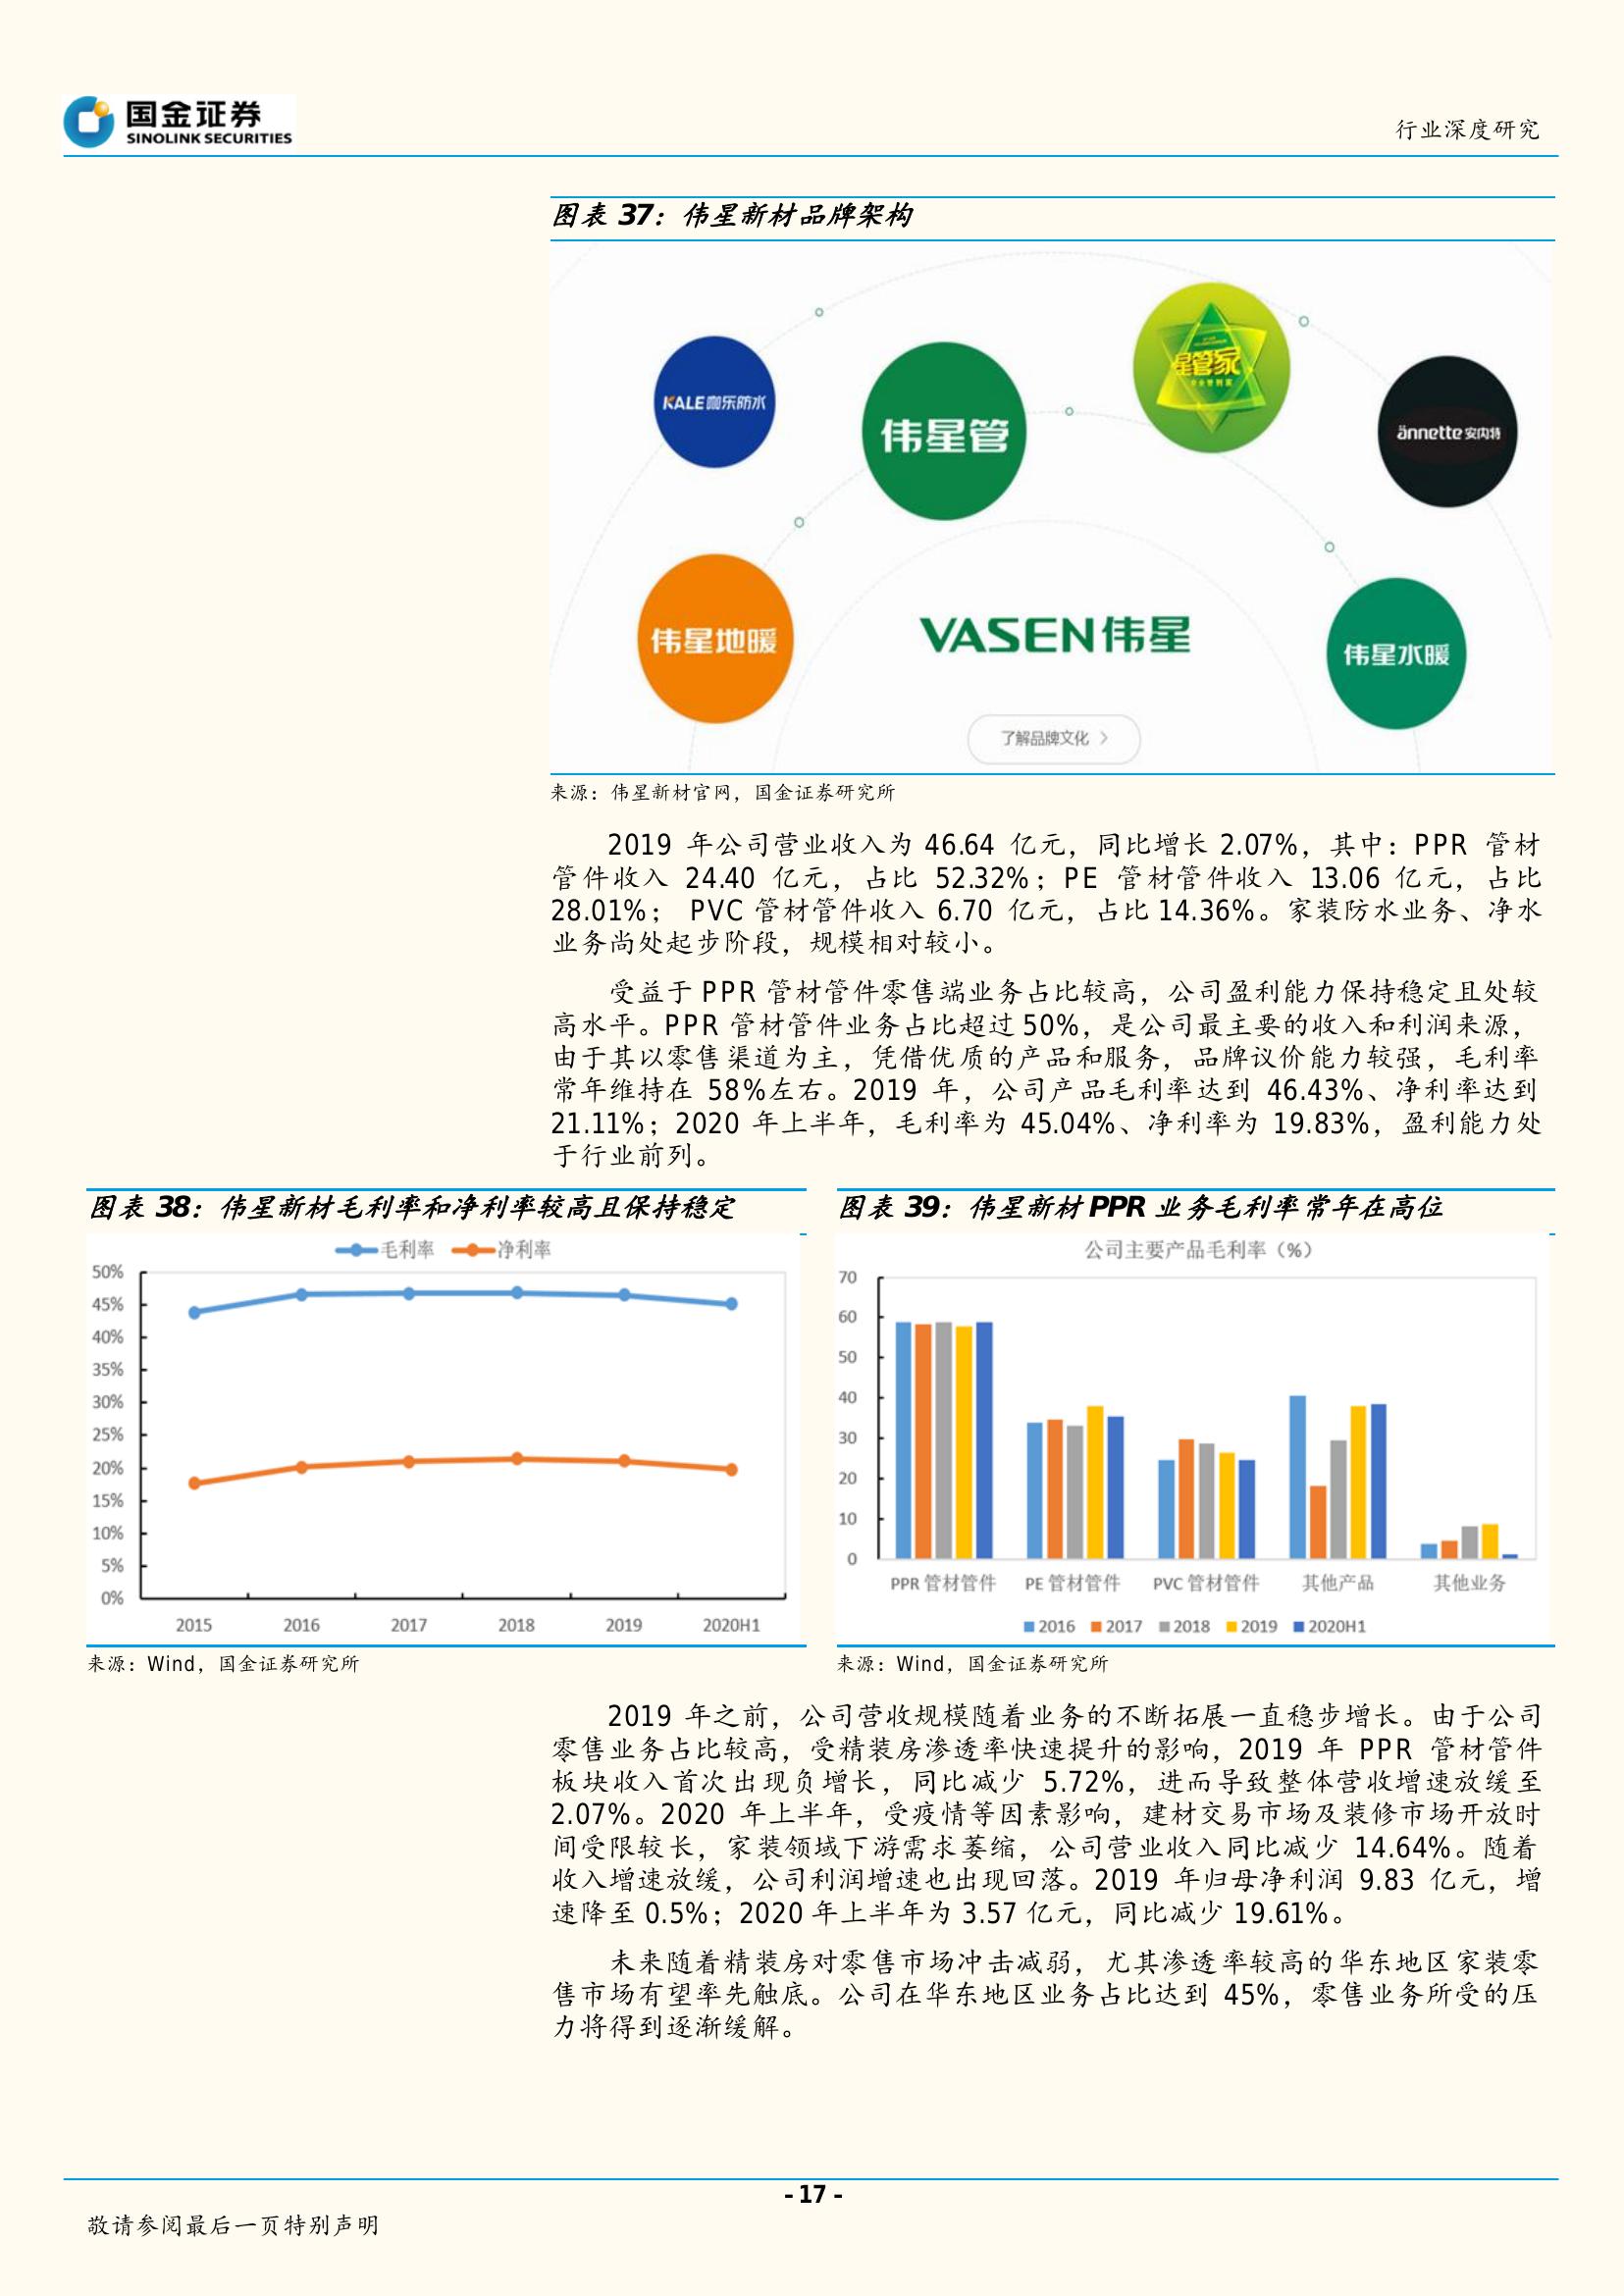 国金证券
SINOLINK SECURITIES
行业深度研究
图表 37：伟星新材品牌架构
KALE咖乐防水
伟星管
星管家
ännette 安内特
伟星地暖
VASEN伟星
伟星水暖
了解品牌文化 >
来源：伟星新材官网，国金证券研究所
2019 年公司营业收入为 46.64 亿元，同比增长 2.07%，其中：PPR 管材
管件收入 24.40 亿元，占比 52.32%；PE 管材管件收入 13.06 亿元，占比
28.01%； PVC 管材管件收入 6.70 亿元，占比 14.36%。家装防水业务、净水
业务尚处起步阶段，规模相对较小。
受益于 PPR 管材管件零售端业务占比较高，公司盈利能力保持稳定且处较
高水平。PPR 管材管件业务占比超过 50%，是公司最主要的收入和利润来源，
由于其以零售渠道为主，凭借优质的产品和服务，品牌议价能力较强，毛利率
常年维持在 58%左右。2019 年，公司产品毛利率达到 46.43%、净利率达到
21.11%；2020 年上半年，毛利率为 45.04%、净利率为 19.83%，盈利能力处
于行业前列。
图表 38：伟星新材毛利率和净利率较高且保持稳定
毛利率 净利率
50%
45%
40%
35%
30%
25%
20%
15%
10%
5%
0%
2015 2016 2017 2018 2019 2020H1
来源：Wind，国金证券研究所
图表 39：伟星新材 PPR 业务毛利率常年在高位
公司主要产品毛利率（%）
70
60
50
40
30
20
10
0
PPR 管材管件 PE 管材管件 PVC 管材管件 其他产品 其他业务
2016 2017 2018 2019 2020H1
来源：Wind，国金证券研究所
2019 年之前，公司营收规模随着业务的不断拓展一直稳步增长。由于公司
零售业务占比较高，受精装房渗透率快速提升的影响，2019 年 PPR 管材管件
板块收入首次出现负增长，同比减少 5.72%，进而导致整体营收增速放缓至
2.07%。2020 年上半年，受疫情等因素影响，建材交易市场及装修市场开放时
间受限较长，家装领域下游需求萎缩，公司营业收入同比减少 14.64%。随着
收入增速放缓，公司利润增速也出现回落。2019 年归母净利润 9.83 亿元，增
速降至 0.5%；2020 年上半年为 3.57 亿元，同比减少 19.61%。
未来随着精装房对零售市场冲击减弱，尤其渗透率较高的华东地区家装零
售市场有望率先触底。公司在华东地区业务占比达到 45%，零售业务所受的压
力将得到逐渐缓解。
- 17 -
敬请参阅最后一页特别声明